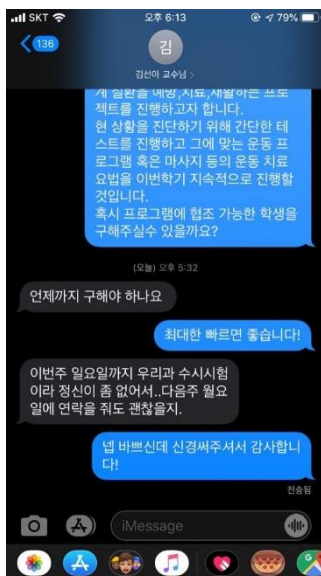 SKT
오후 6:13
79%
136
김
김선아 교수님
계 질환을 예방,치료,재활하는 프로
젝트를 진행하고자 합니다.
현 상황을 진단하기 위해 간단한 테
스트를 진행하고 그에 맞는 운동 프
로그램 혹은 마사지 등의 운동 치료
요법을 이번학기 지속적으로 진행할
것입니다.
혹시 프로그램에 협조 가능한 학생을
구해주실수 있을까요?
(오늘) 오후 5:32
언제까지 구해야 하나요
최대한 빠르면 좋습니다!
이번주 일요일까지 우리과 수시시험
이라 정신이 좀 없어서..다음주 월요
일에 연락을 줘도 괜찮을지.
넵 바쁘신데 신경써주셔서 감사합니
다!
전송됨
iMessage